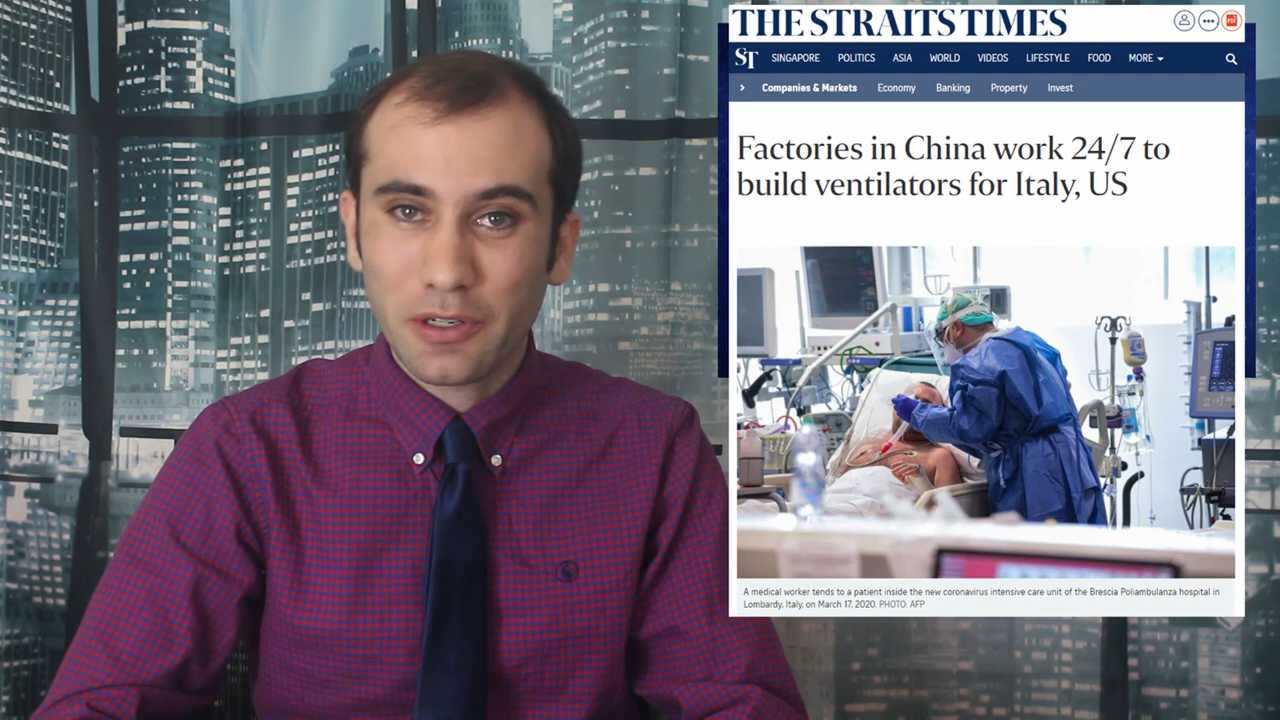 THE STRAITS TIMES
ST SINGAPORE POLITICS ASIA WORLD VIDEOS LIFESTYLE FOOD MORE
Companies & Markets Economy Banking Property Invest
Factories in China work 24/7 to
build ventilators for Italy, US
A medical worker tends to a patient inside the new coronavirus intensive care unit of the Brescia Poliambulanza hospital in
Lombardy, Italy, on March 17, 2020. PHOTO: AFP